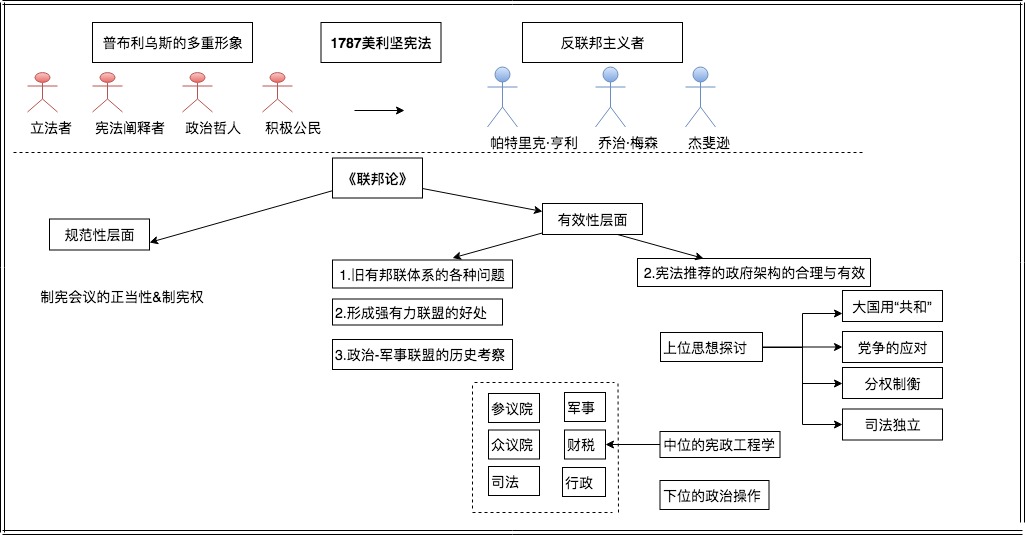 普布利乌斯的多重形象
1787美利坚宪法
反联邦主义者
立法者
宪法阐释者
政治哲人
积极公民
帕特里克·亨利
乔治·梅森
杰斐逊
《联邦论》
规范性层面
有效性层面
制宪会议的正当性&制宪权
1.旧有邦联体系的各种问题
2.形成强有力联盟的好处
3.政治-军事联盟的历史考察
2.宪法推荐的政府架构的合理与有效
上位思想探讨
大国用“共和”
党争的应对
分权制衡
司法独立
参议院
军事
众议院
财税
司法
行政
中位的宪政工程学
下位的政治操作